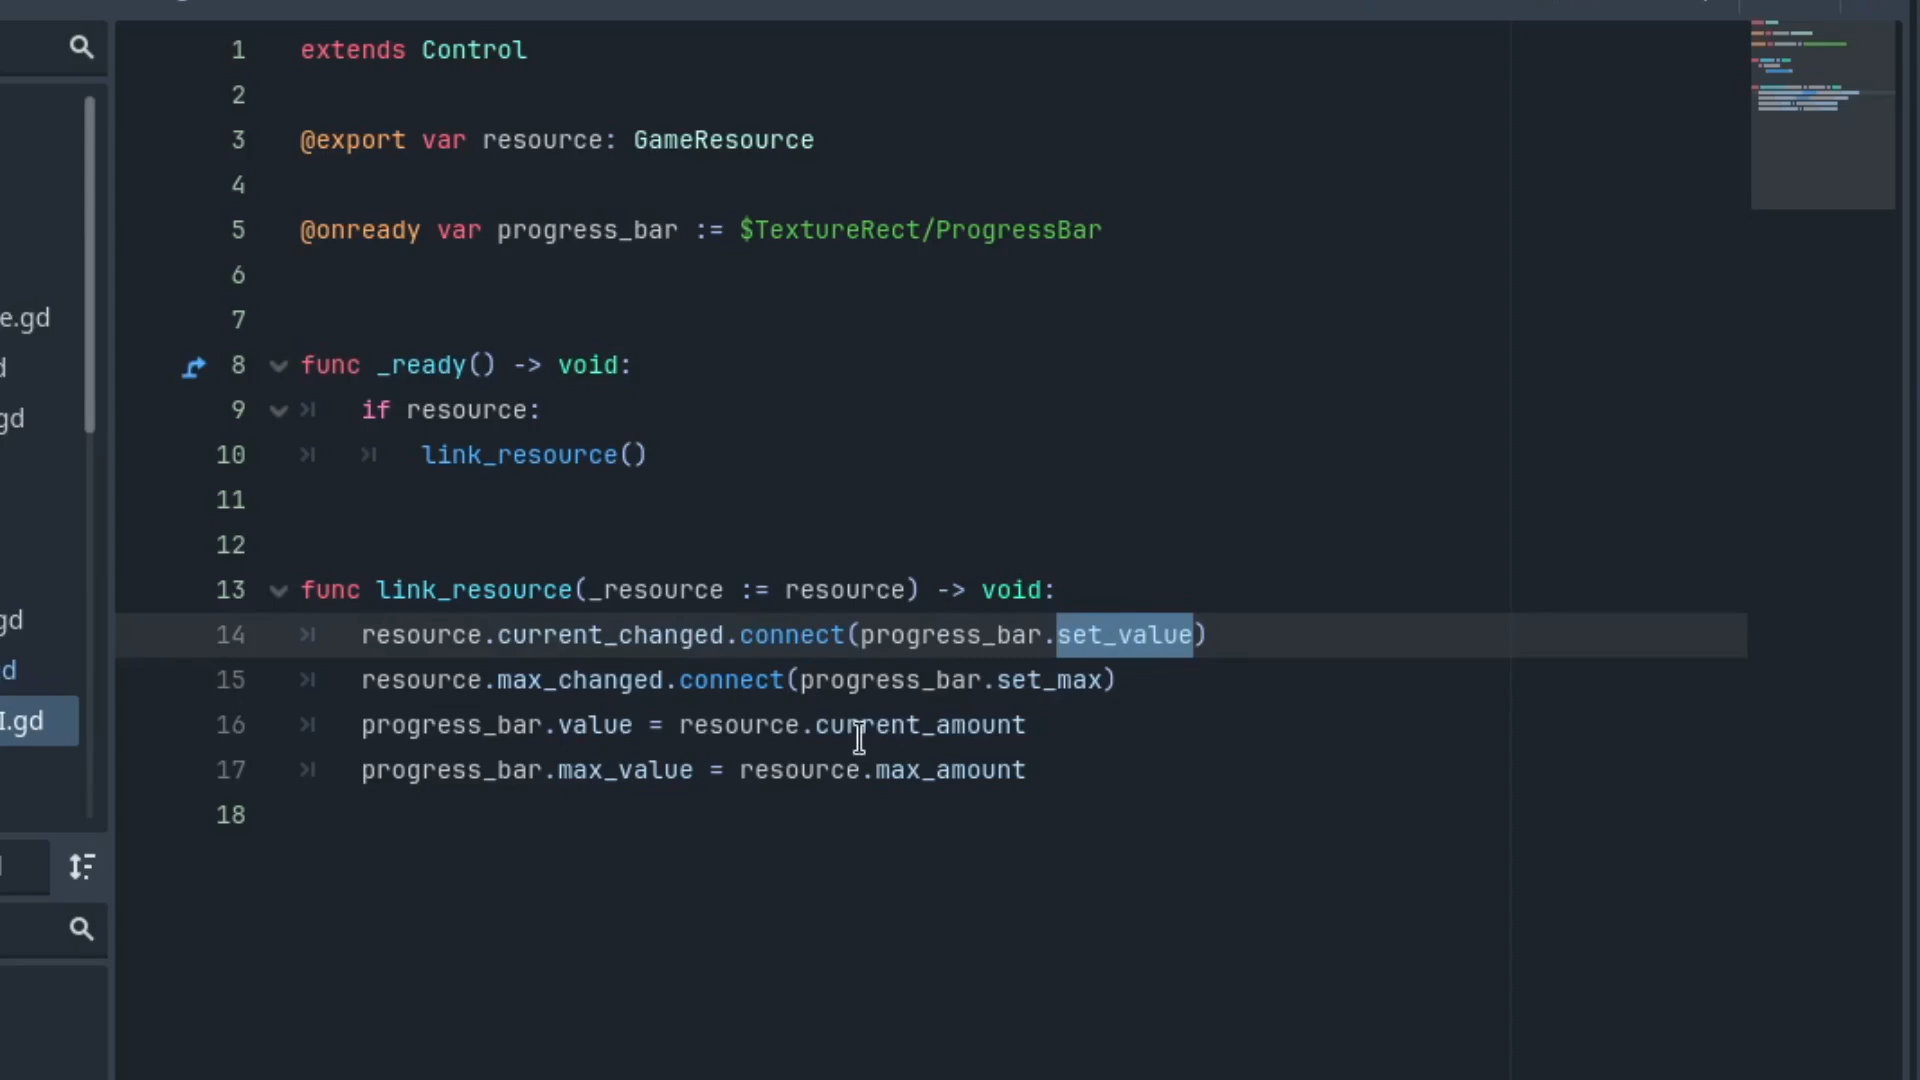 1 extends Control
2
3 @export var resource: GameResource
4
5 @onready var progress_bar := $TextureRect/ProgressBar
6
7
e.gd
8 func _ready() -> void:
d
9 if resource:
gd
10 link_resource()
11
12
13 func link_resource(_resource := resource) -> void:
gd
14 resource.current_changed.connect(progress_bar.set_value)
d
15 resource.max_changed.connect(progress_bar.set_max)
I.gd
16 progress_bar.value = resource.current_amount
17 progress_bar.max_value = resource.max_amount
18